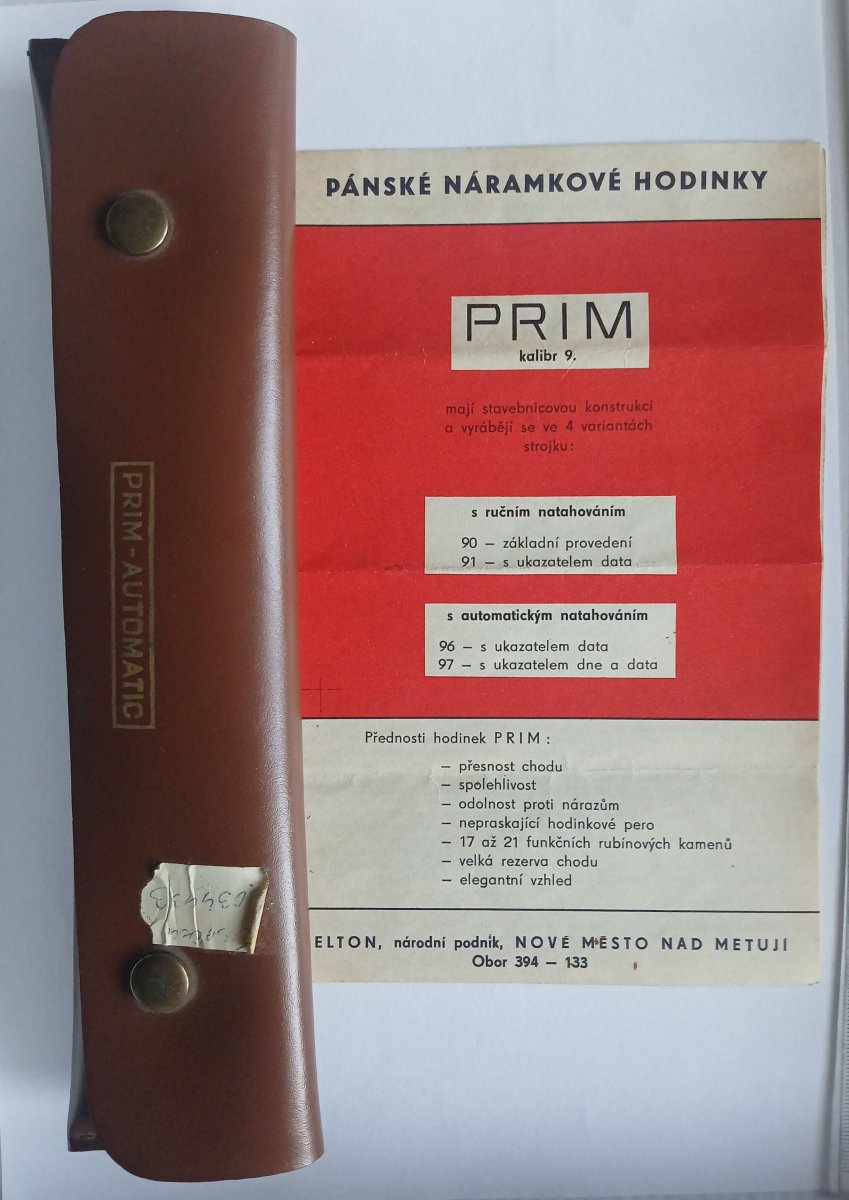 PRIM-AUTOMATIC
PÁNSKÉ NÁRAMKOVÉ HODINKY
PRIM
kalibr 9.
mají stavebnicovou konstrukci
a vyrábějí se ve 4 variantách
strojku:
s ručním natahováním
90 – základní provedení
91 – s ukazatelem data
s automatickým natahováním
96 – s ukazatelem data
97 – s ukazatelem dne a data
Přednosti hodinek PRIM:
– přesnost chodu
– spolehlivost
– odolnost proti nárazům
– nepraskající hodinkové pero
– 17 až 21 funkčních rubínových kamenů
– velká rezerva chodu
– elegantní vzhled
ELTON, národní podnik, NOVÉ MĚSTO NAD METUJÍ
Obor 394 – 133